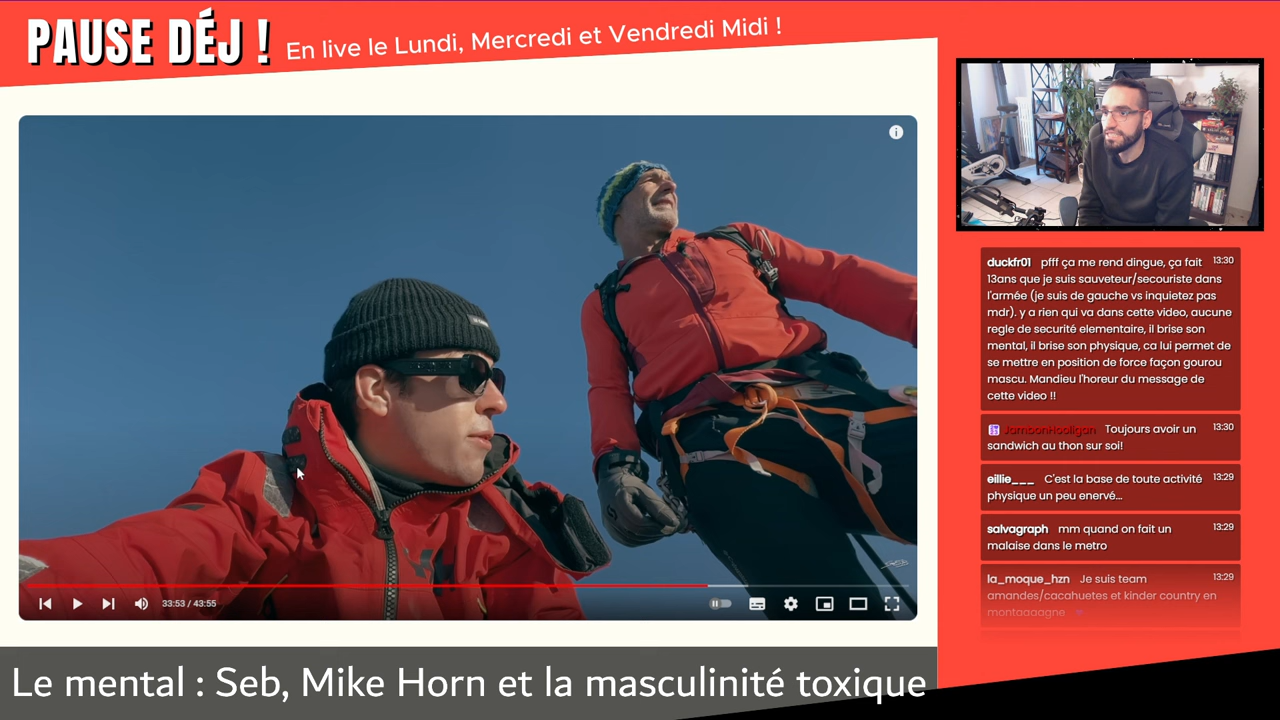 PAUSE DÉJ !
En live le Lundi, Mercredi et Vendredi Midi !
33:53 / 43:55
duckfr01 pfff ça me rend dingue, ça fait 13:30
13ans que je suis sauveteur/secouriste dans
l'armée (je suis de gauche vs inquietez pas
mdr). y a rien qui va dans cette video, aucune
regle de securité elementaire, il brise son
mental, il brise son physique, ca lui permet de
se mettre en position de force façon gourou
mascu. Mandieu l'horeur du message de
cette video !!
JambonHooligan Toujours avoir un 13:30
sandwich au thon sur soi!
eillie___ C'est la base de toute activité 13:29
physique un peu enervé...
salvagraph mm quand on fait un 13:29
malaise dans le metro
la_moque_hzn Je suis team 13:29
amandes/cacahuetes et kinder country en
montaaaagne
Le mental : Seb, Mike Horn et la masculinité toxique